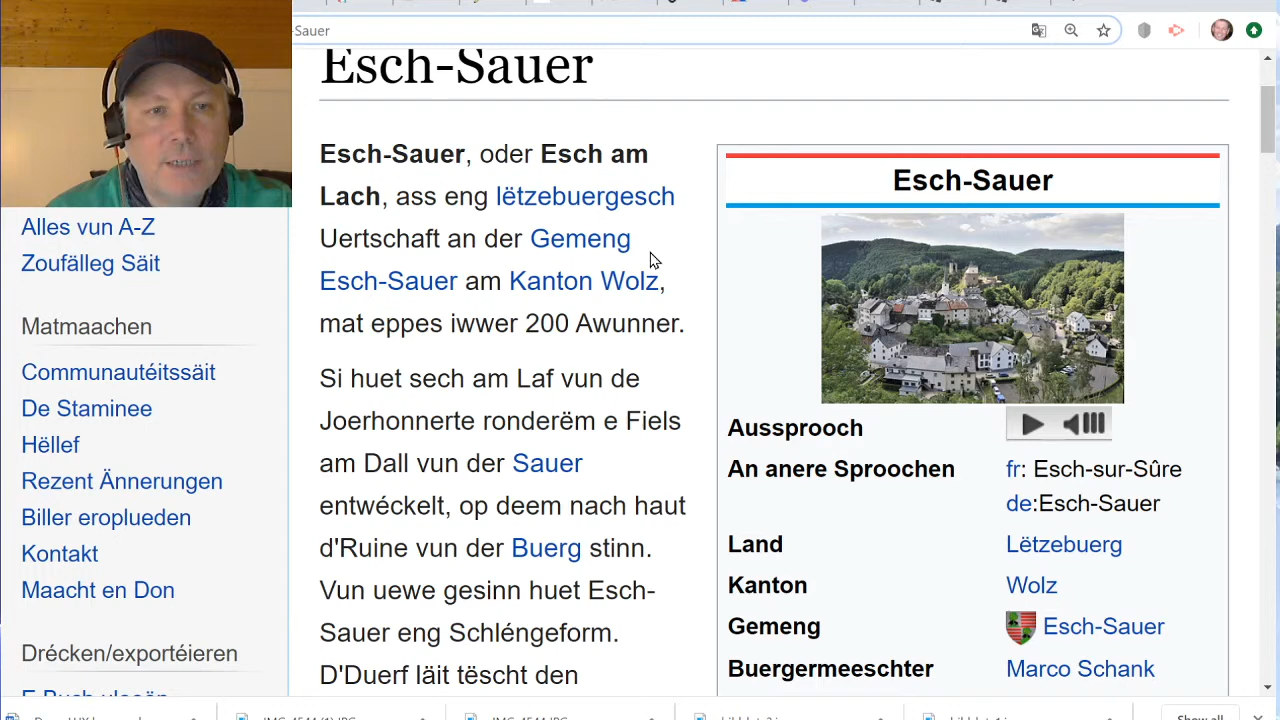 -Sauer
Esch-Sauer
Alles vun A-Z
Zoufälleg Säit
Matmaachen
Communautéitssäit
De Staminee
Hëllef
Rezent Ännerungen
Biller eroplueden
Kontakt
Maacht en Don
Drécken/exportéieren
Esch-Sauer, oder Esch am
Lach, ass eng lëtzebuergesch
Uertschaft an der Gemeng
Esch-Sauer am Kanton Wolz,
mat eppes iwwer 200 Awunner.
Si huet sech am Laf vun de
Joerhonnerte ronderëm e Fiels
am Dall vun der Sauer
entwéckelt, op deem nach haut
d'Ruine vun der Buerg stinn.
Vun uewe gesinn huet Esch-
Sauer eng Schléngeform.
D'Duerf läit tëscht den
Esch-Sauer
Aussprooch
An anere Sproochen fr: Esch-sur-Sûre
de:Esch-Sauer
Land Lëtzebuerg
Kanton Wolz
Gemeng Esch-Sauer
Buergermeeschter Marco Schank
Show all